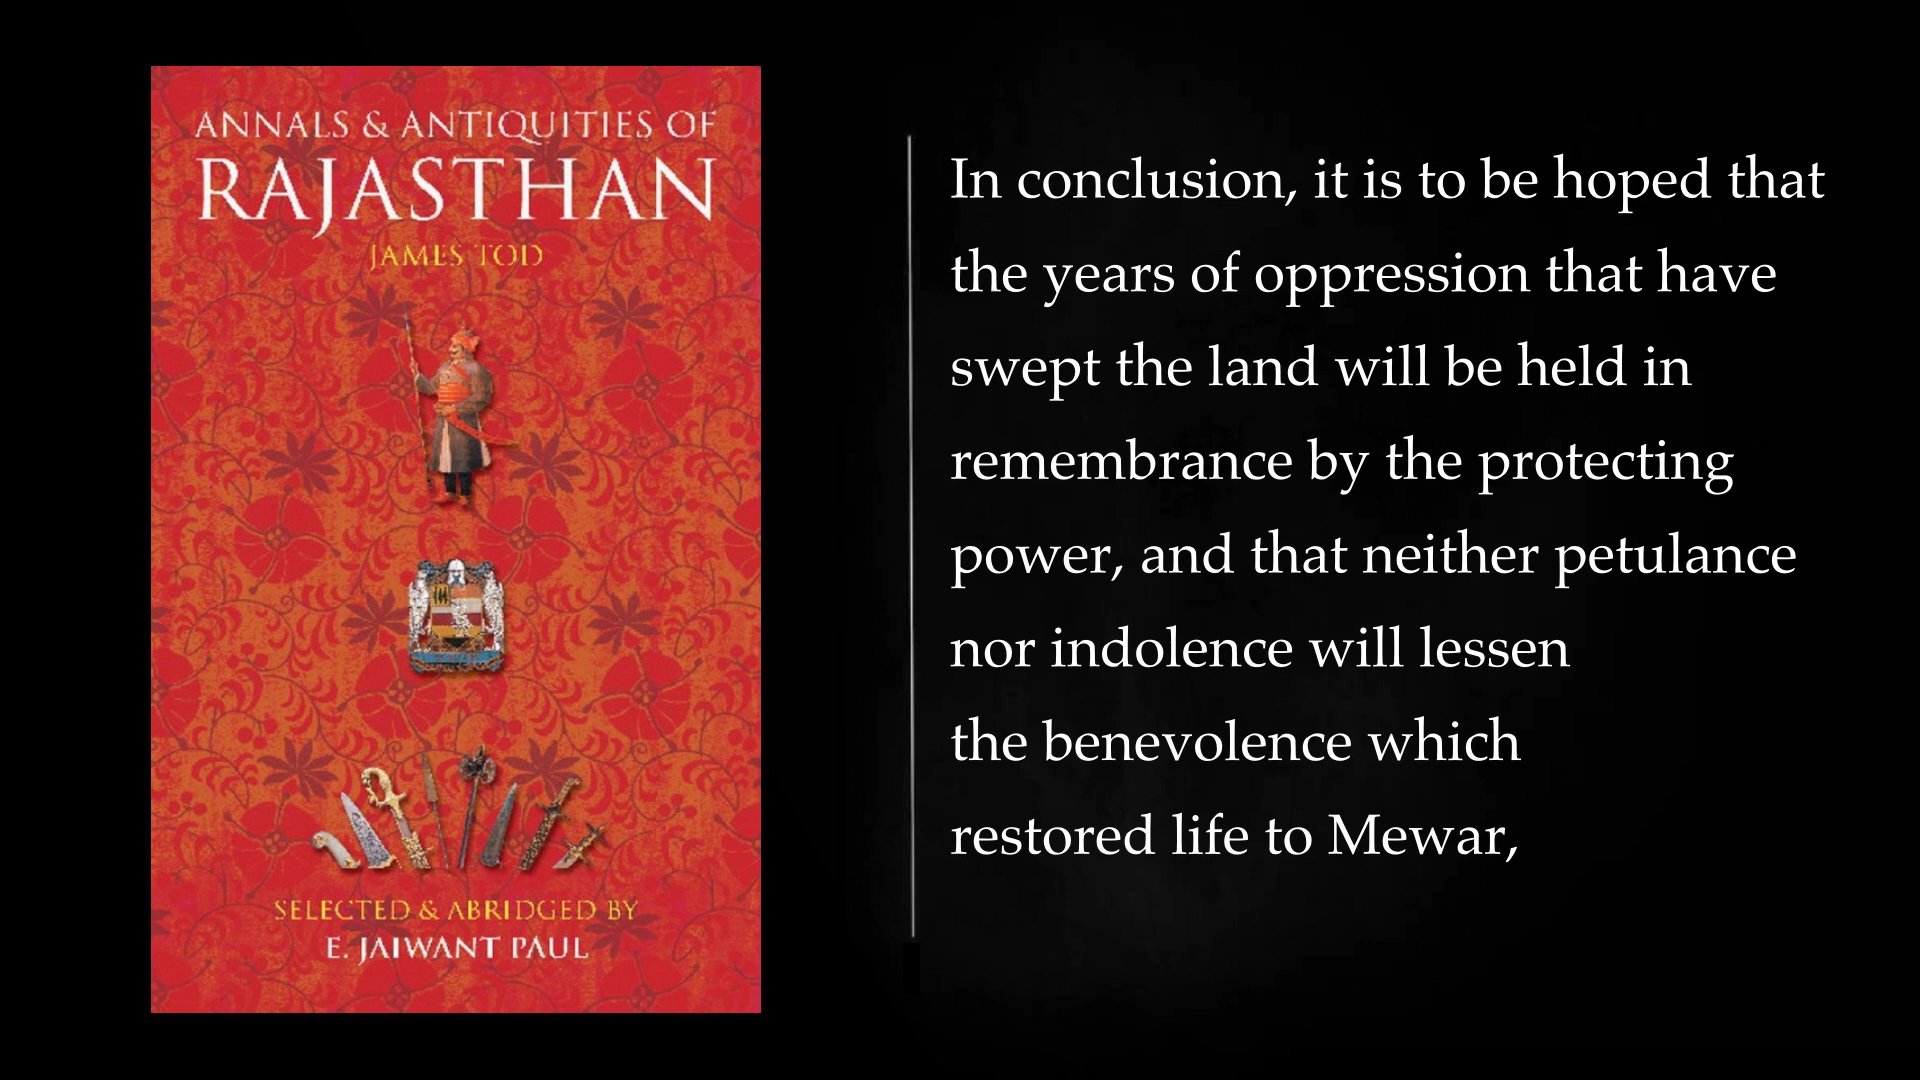 ANNALS & ANTIQUITIES OF
RAJASTHAN
JAMES TOD
SELECTED & ABRIDGED BY
E. JAIWANT PAUL
In conclusion, it is to be hoped that
the years of oppression that have
swept the land will be held in
remembrance by the protecting
power, and that neither petulance
nor indolence will lessen
the benevolence which
restored life to Mewar,